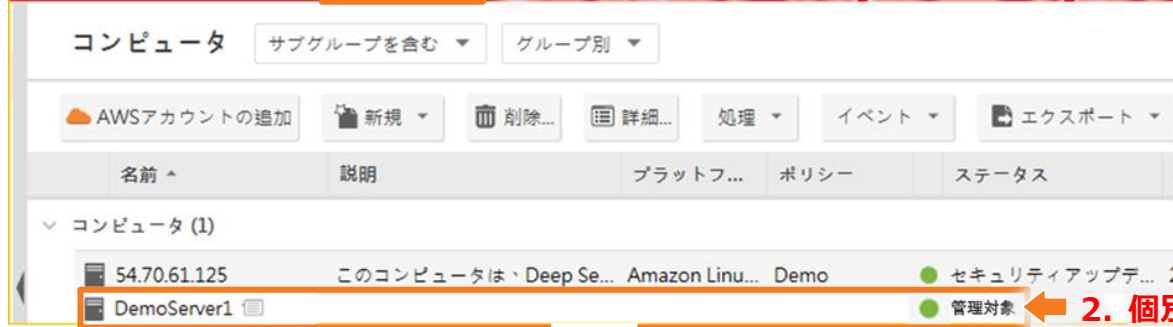 コンピュータ サブグループを含む グループ別
AWSアカウントの追加 新規 削除... 詳細... 処理 イベント エクスポート
名前 説明 プラットフ... ポリシー ステータス
コンピュータ (1)
54.70.61.125 このコンピュータは、Deep Se... Amazon Linu... Demo セキュリティアップデ...
DemoServer1 管理対象 2. 個